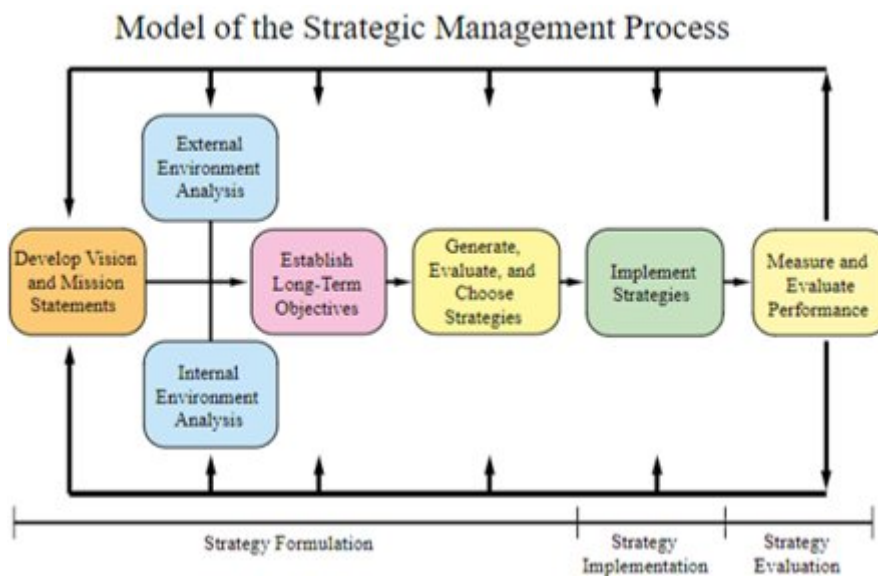 Model of the Strategic Management Process
External
Environment
Analysis
Develop Vision
and Mission
Statements
Establish
Long-Term
Objectives
Generate,
Evaluate, and
Choose
Strategies
Implement
Strategies
Measure and
Evaluate
Performance
Internal
Environment
Analysis
Strategy Formulation
Strategy
Implementation
Strategy
Evaluation